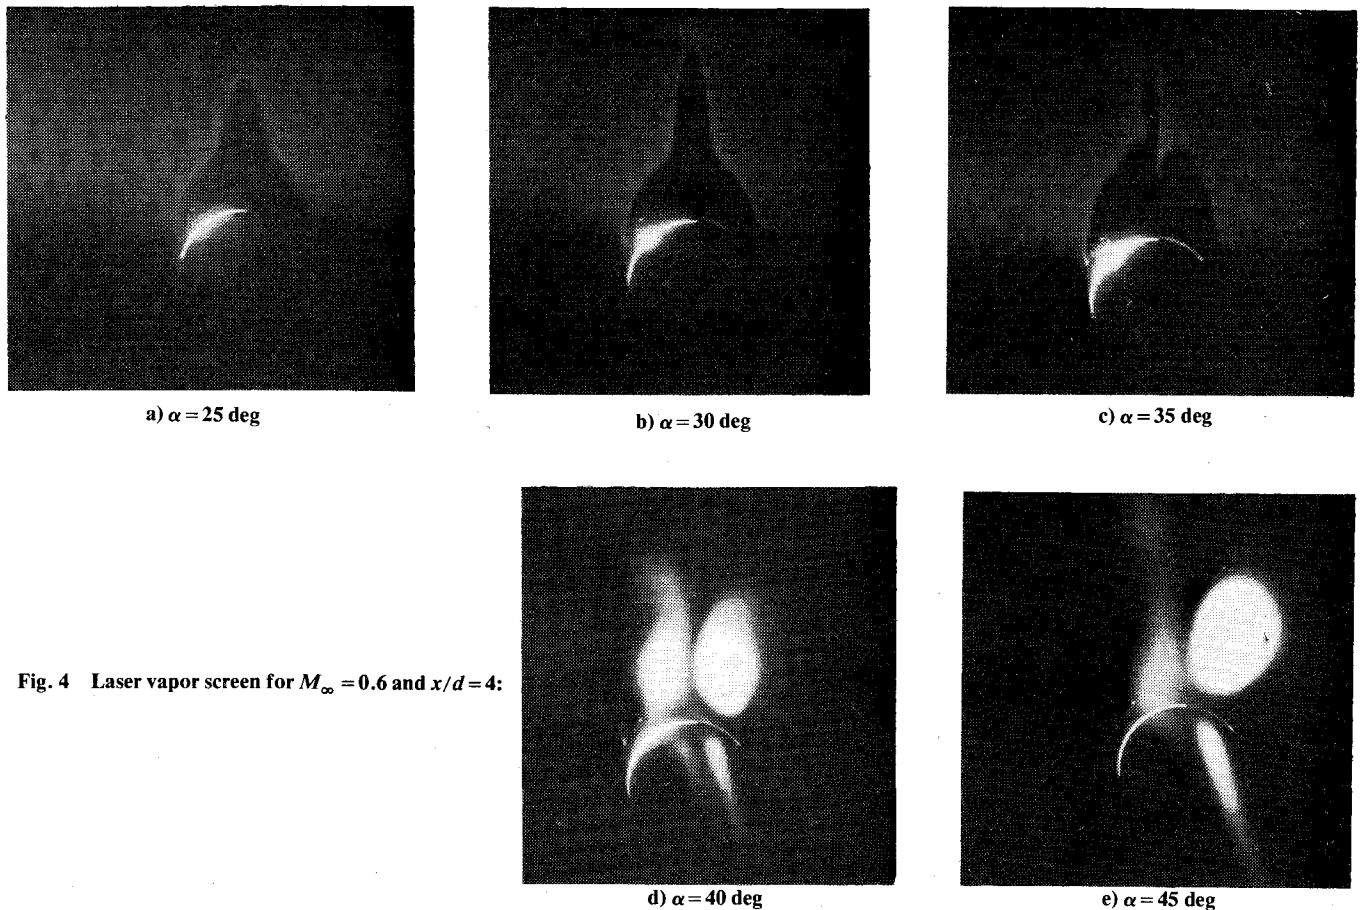 a) α = 25 deg
b) α = 30 deg
c) α = 35 deg
Fig. 4 Laser vapor screen for M∞ = 0.6 and x/d = 4:
d) α = 40 deg
e) α = 45 deg